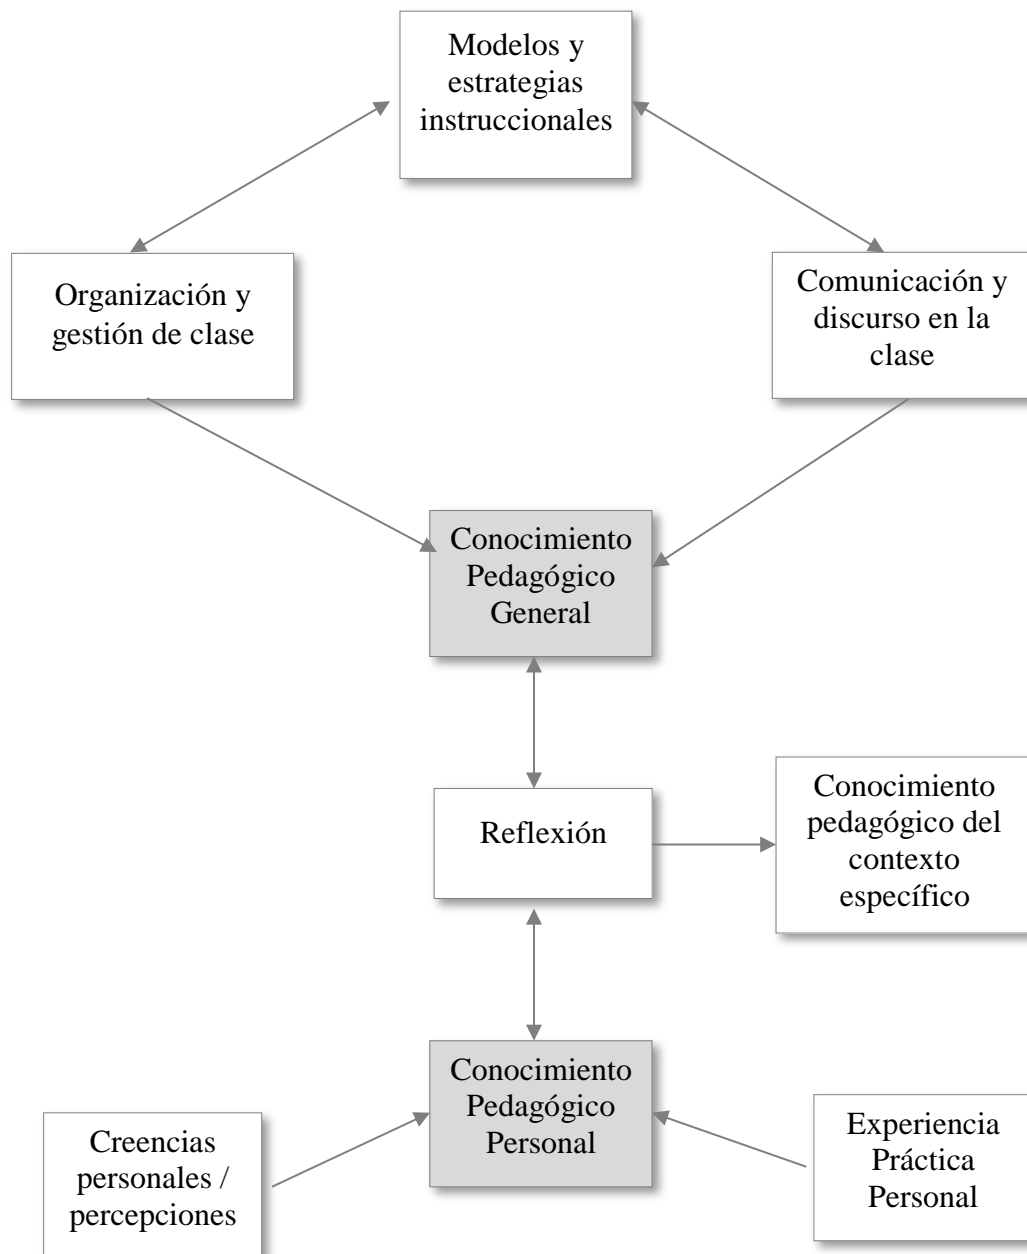 Modelos y
estrategias
instruccionales
Organización y
gestión de clase
Comunicación y
discurso en la
clase
Conocimiento
Pedagógico
General
Reflexión
Conocimiento
pedagógico del
contexto
específico
Conocimiento
Pedagógico
Personal
Creencias
personales /
percepciones
Experiencia
Práctica
Personal